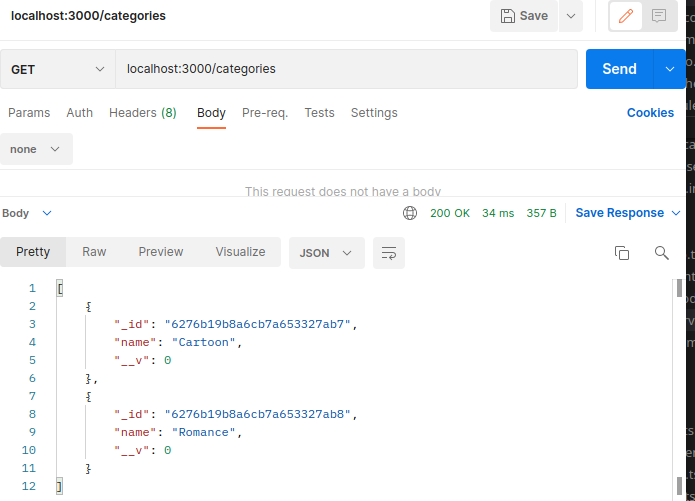 localhost:3000/categories
Save
GET localhost:3000/categories Send
Params Auth Headers (8) Body Pre-req. Tests Settings Cookies
none
This request does not have a body
Body 200 OK 34 ms 357 B Save Response
Pretty Raw Preview Visualize JSON
1 [
2 {
3 "_id": "6276b19b8a6cb7a653327ab7",
4 "name": "Cartoon",
5 "__v": 0
6 },
7 {
8 "_id": "6276b19b8a6cb7a653327ab8",
9 "name": "Romance",
10 "__v": 0
11 }
12 ]